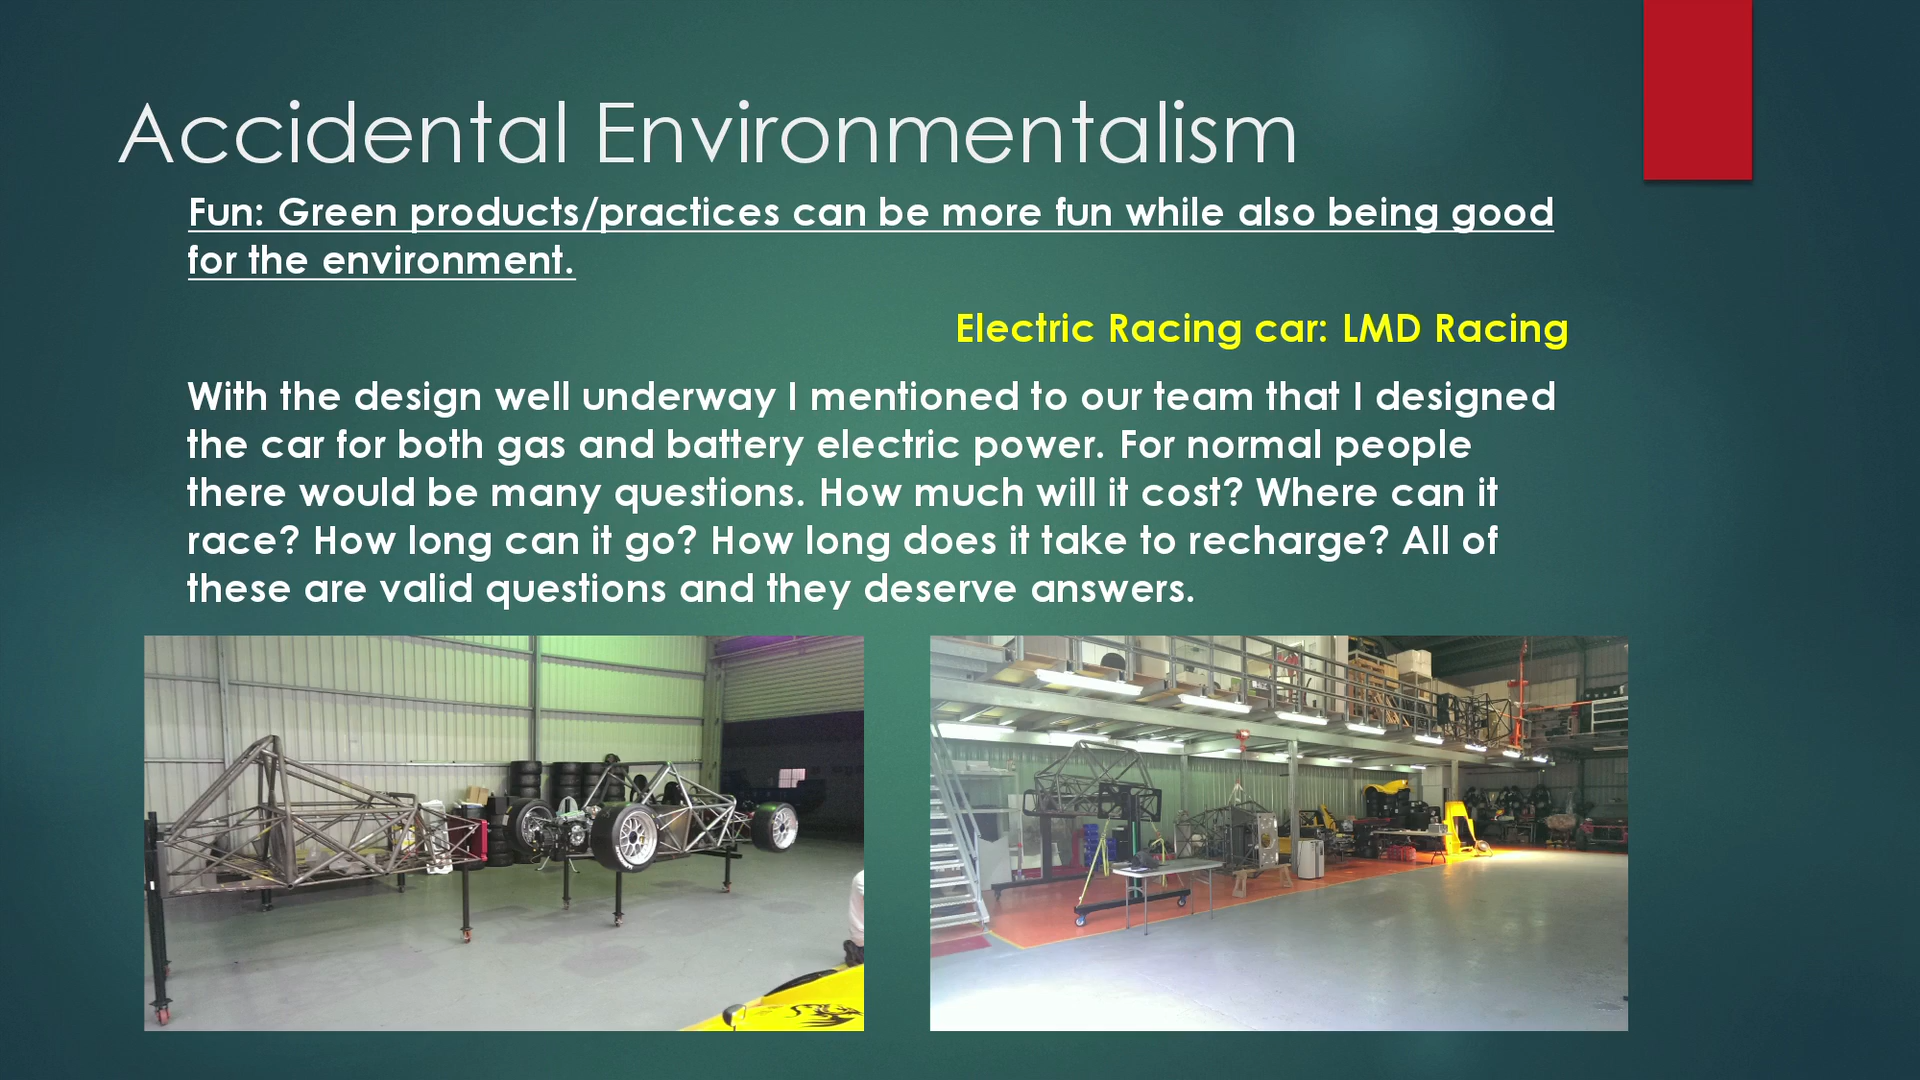 Accidental Environmentalism
Fun: Green products/practices can be more fun while also being good
for the environment.
Electric Racing car: LMD Racing
With the design well underway I mentioned to our team that I designed
the car for both gas and battery electric power. For normal people
there would be many questions. How much will it cost? Where can it
race? How long can it go? How long does it take to recharge? All of
these are valid questions and they deserve answers.